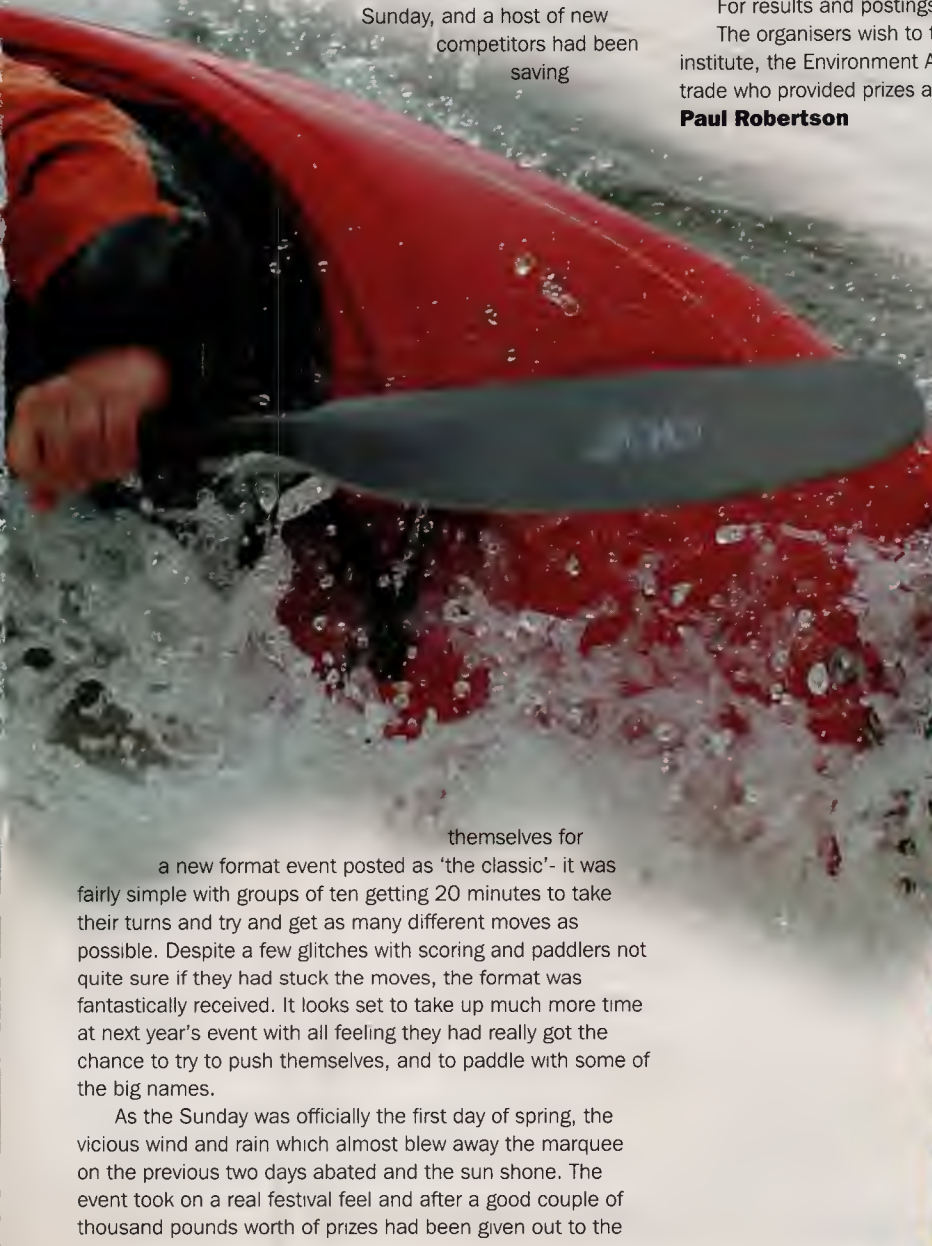 Sunday, and a host of new
competitors had been
saving
themselves for
a new format event posted as ‘the classic’- it was
fairly simple with groups of ten getting 20 minutes to take
their turns and try and get as many different moves as
possible. Despite a few glitches with scoring and paddlers not
quite sure if they had stuck the moves, the format was
fantastically received. It looks set to take up much more time
at next year's event with all feeling they had really got the
chance to try to push themselves, and to paddle with some of
the big names.
As the Sunday was officially the first day of spring, the
vicious wind and rain which almost blew away the marquee
on the previous two days abated and the sun shone. The
event took on a real festival feel and after a good couple of
thousand pounds worth of prizes had been given out to the
For results and postings
The organisers wish to
institute, the Environment
trade who provided prizes
Paul Robertson